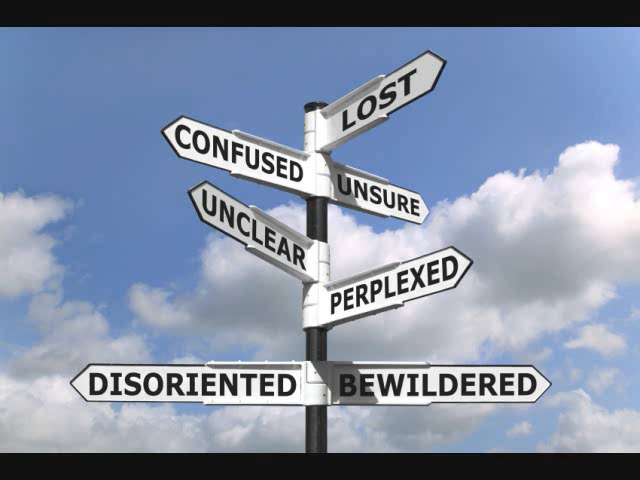 LOST
CONFUSED
UNSURE
UNCLEAR
PERPLEXED
DISORIENTED
BEWILDERED